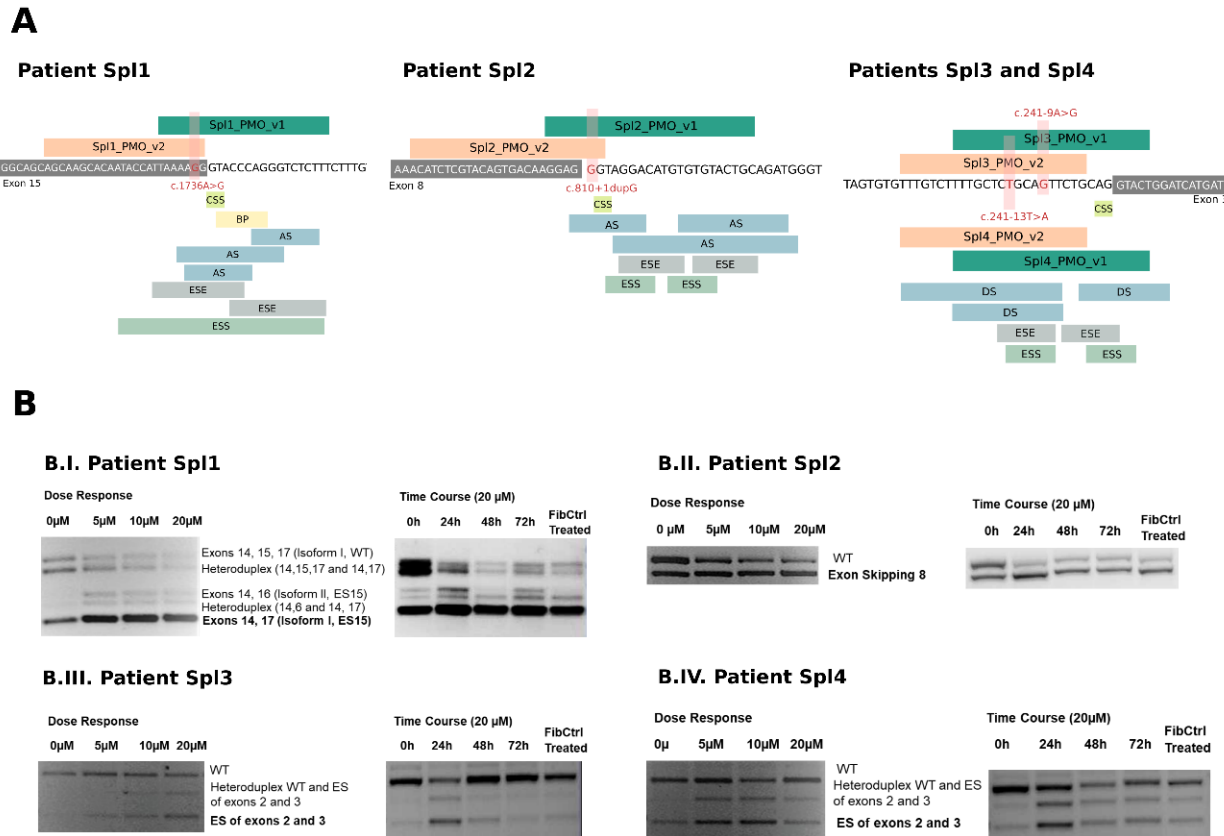 A
Patient Spl1
Patient Spl2
Patients Spl3 and Spl4
Spl1_PMO_v1
Spl1_PMO_v2
GGCAGCAGCAAGCACAATACCATTAAAAGGGTACCCAGGGTCTCTTTCTTTG
Exon 15
c.1736A>G
CSS
BP
AS
AS
AS
ESE
ESE
ESS
Spl2_PMO_v1
Spl2_PMO_v2
AAACATCTCGTACAGTGACAAGGAG GGTAGGACATGTGTGTACTGCAGATGGGT
Exon 8
c.810+1dupG
CSS
AS
AS
AS
ESE
ESE
ESS
ESS
c.241-9A>G
Spl3_PMO_v1
Spl3_PMO_v2
TAGTGTGTTTGTCTTTTGCTCTGCAGTTCTGCAG GTACTGGATCATGAT
Exon 3
CSS
c.241-13T>A
Spl4_PMO_v2
Spl4_PMO_v1
DS
DS
DS
ESE
ESE
ESS
ESS
B
B.I. Patient Spl1
Dose Response
0µM 5µM 10µM 20µM
Exons 14, 15, 17 (Isoform I, WT)
Heteroduplex (14,15,17 and 14,17)
Exons 14, 16 (Isoform II, ES15)
Heteroduplex (14,6 and 14, 17)
Exons 14, 17 (Isoform I, ES15)
Time Course (20 µM)
0h 24h 48h 72h FibCtrl Treated
B.II. Patient Spl2
Dose Response
0 µM 5µM 10µM 20µM
WT
Exon Skipping 8
Time Course (20 µM)
0h 24h 48h 72h FibCtrl Treated
B.III. Patient Spl3
Dose Response
0µM 5µM 10µM 20µM
WT
Heteroduplex WT and ES
of exons 2 and 3
ES of exons 2 and 3
Time Course (20 µM)
0h 24h 48h 72h FibCtrl Treated
B.IV. Patient Spl4
Dose Response
0µ 5µM 10µM 20µM
WT
Heteroduplex WT and ES
of exons 2 and 3
ES of exons 2 and 3
Time Course (20µM)
0h 24h 48h 72h FibCtrl Treated